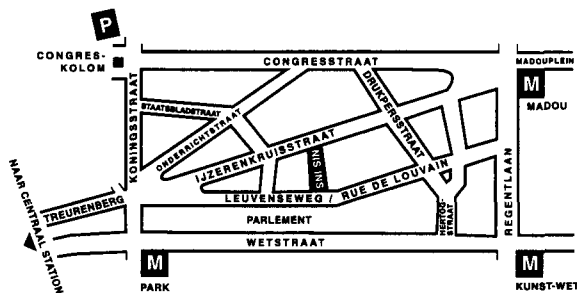 P
CONGRES-
KOLOM
CONGRESSTRAAT
MADOUPLEIN
M
MADOU
KONINGSSTRAAT
STAATSBLADSTRAAT
ONDERRICHTSTRAAT
DRUKPERSSTRAAT
IJZERENKRUISSTRAAT
NIS INS
LEUVENSEWEG / RUE DE LOUVAIN
REGENTLAAN
TREURENBERG
PARLEMENT
HERTOG-
STRAAT
NAAR CENTRAAL STATION
WETSTRAAT
M
PARK
M
KUNST-WET